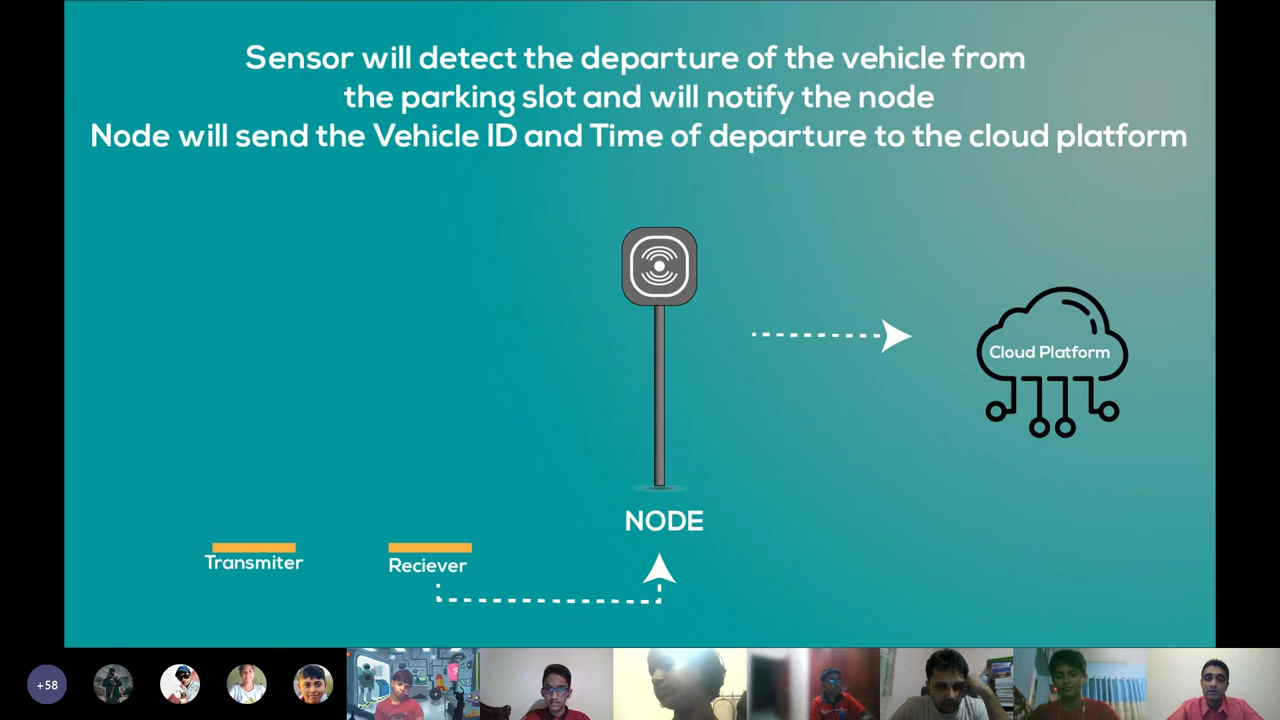 Sensor will detect the departure of the vehicle from
the parking slot and will notify the node
Node will send the Vehicle ID and Time of departure to the cloud platform
Cloud Platform
NODE
Transmiter
Reciever
+58